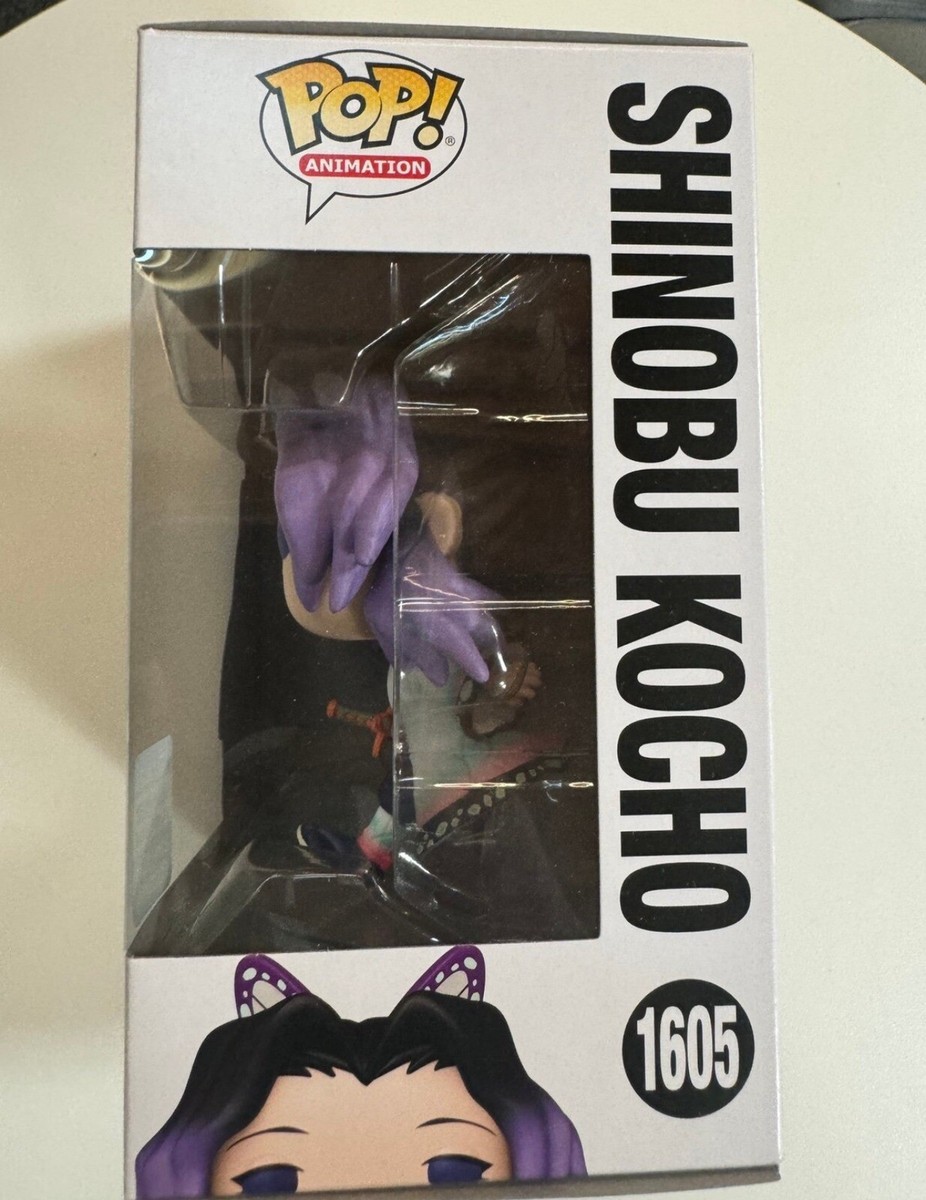 POP!
®
ANIMATION
SHINOBU KOCHO
1605